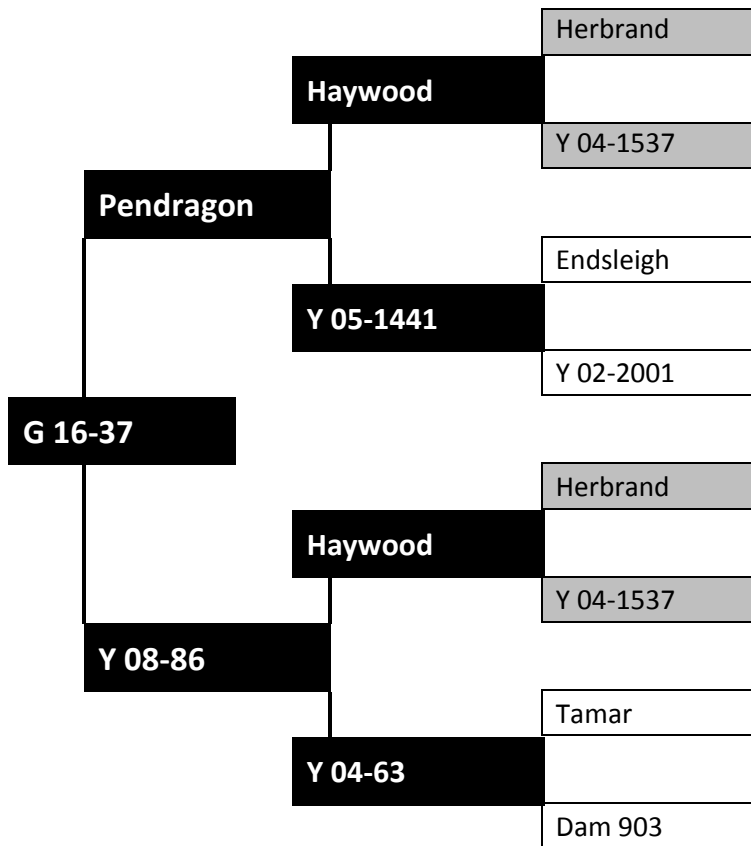 Herbrand
Haywood
Y 04-1537
Pendragon
Endsleigh
Y 05-1441
Y 02-2001
G 16-37
Herbrand
Haywood
Y 04-1537
Y 08-86
Tamar
Y 04-63
Dam 903